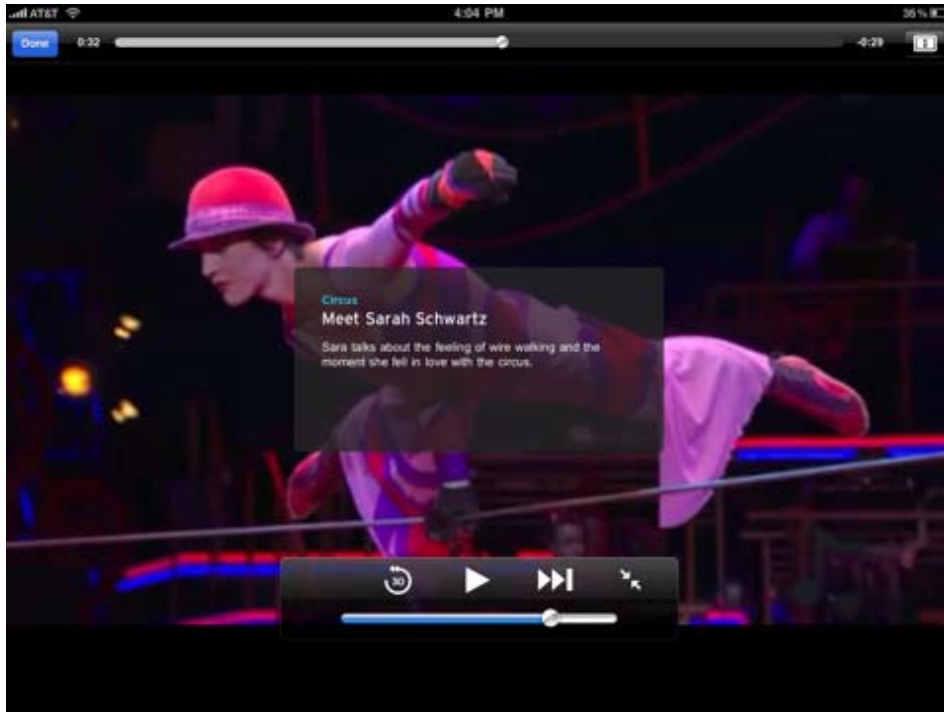 AT&T
4:04 PM
36%
Done
0:32
-0:29
Circus
Meet Sarah Schwartz
Sara talks about the feeling of wire walking and the
moment she fell in love with the circus.
30